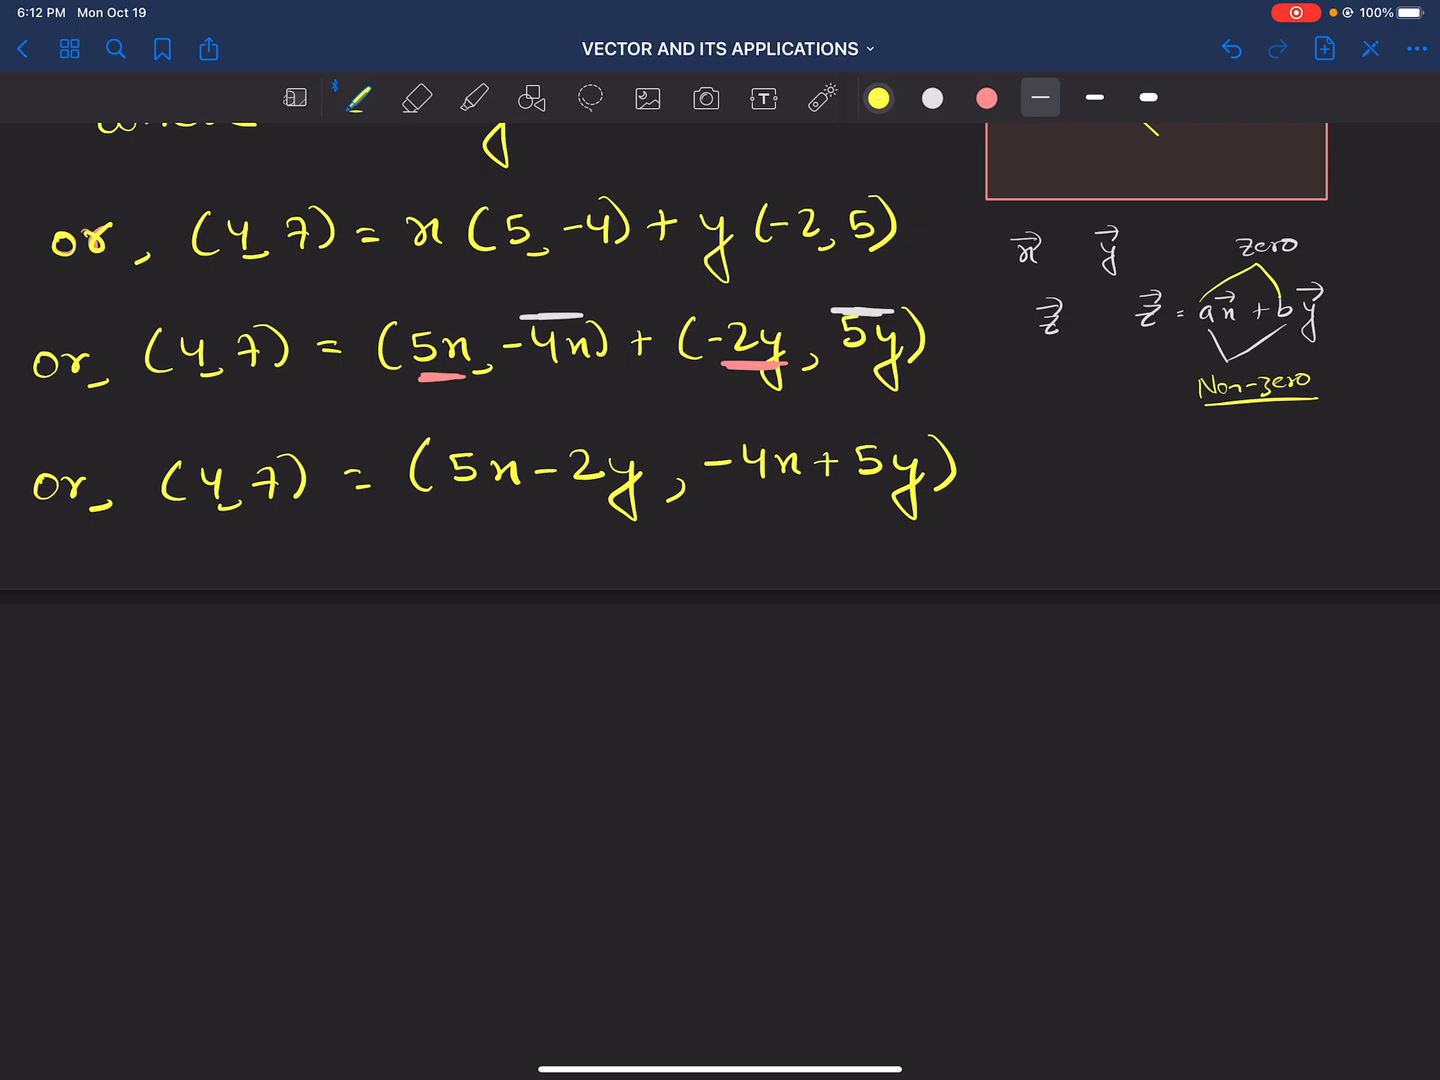 6:12 PM Mon Oct 19
100%
VECTOR AND ITS APPLICATIONS
or, (4, 7) = x (5, -4) + y (-2, 5)
or, (4, 7) = (5x, -4x) + (-2y, 5y)
or, (4, 7) = (5x - 2y, -4x + 5y)
x⃗ y⃗
zero
z⃗ z⃗ = ax⃗ + by⃗
Non-zero